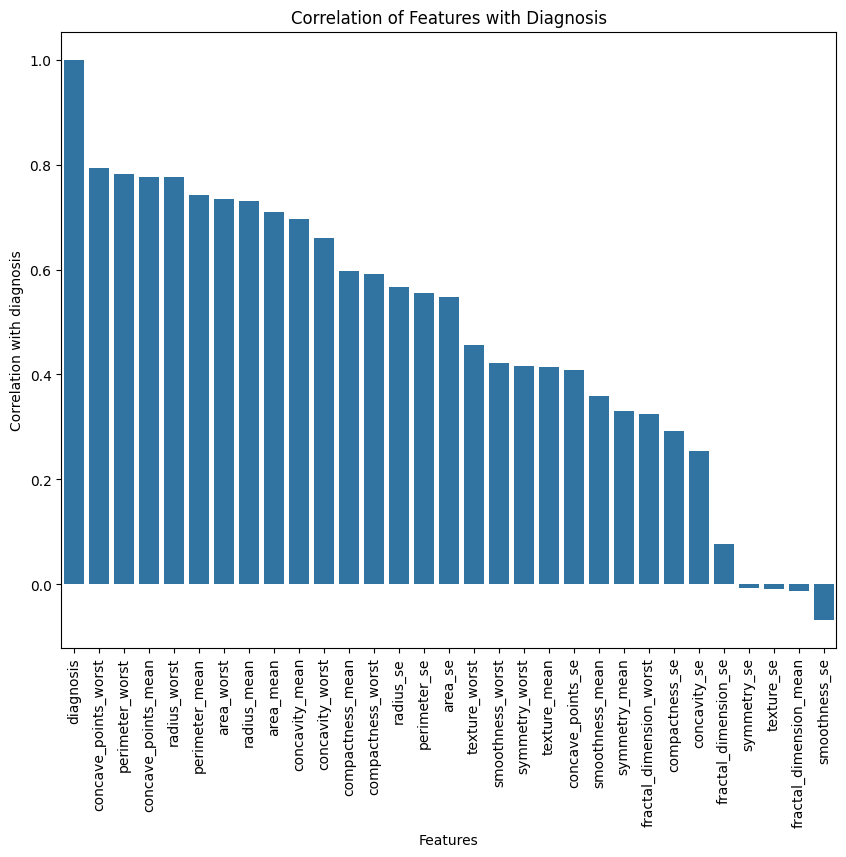 Correlation of Features with Diagnosis
Correlation with diagnosis
1.0
0.8
0.6
0.4
0.2
0.0
diagnosis
concave_points_worst
perimeter_worst
concave_points_mean
radius_worst
perimeter_mean
area_worst
radius_mean
area_mean
concavity_mean
concavity_worst
compactness_mean
compactness_worst
radius_se
perimeter_se
area_se
texture_worst
smoothness_worst
symmetry_worst
texture_mean
concave_points_se
smoothness_mean
symmetry_mean
fractal_dimension_worst
compactness_se
concavity_se
fractal_dimension_se
symmetry_se
texture_se
fractal_dimension_mean
smoothness_se
Features